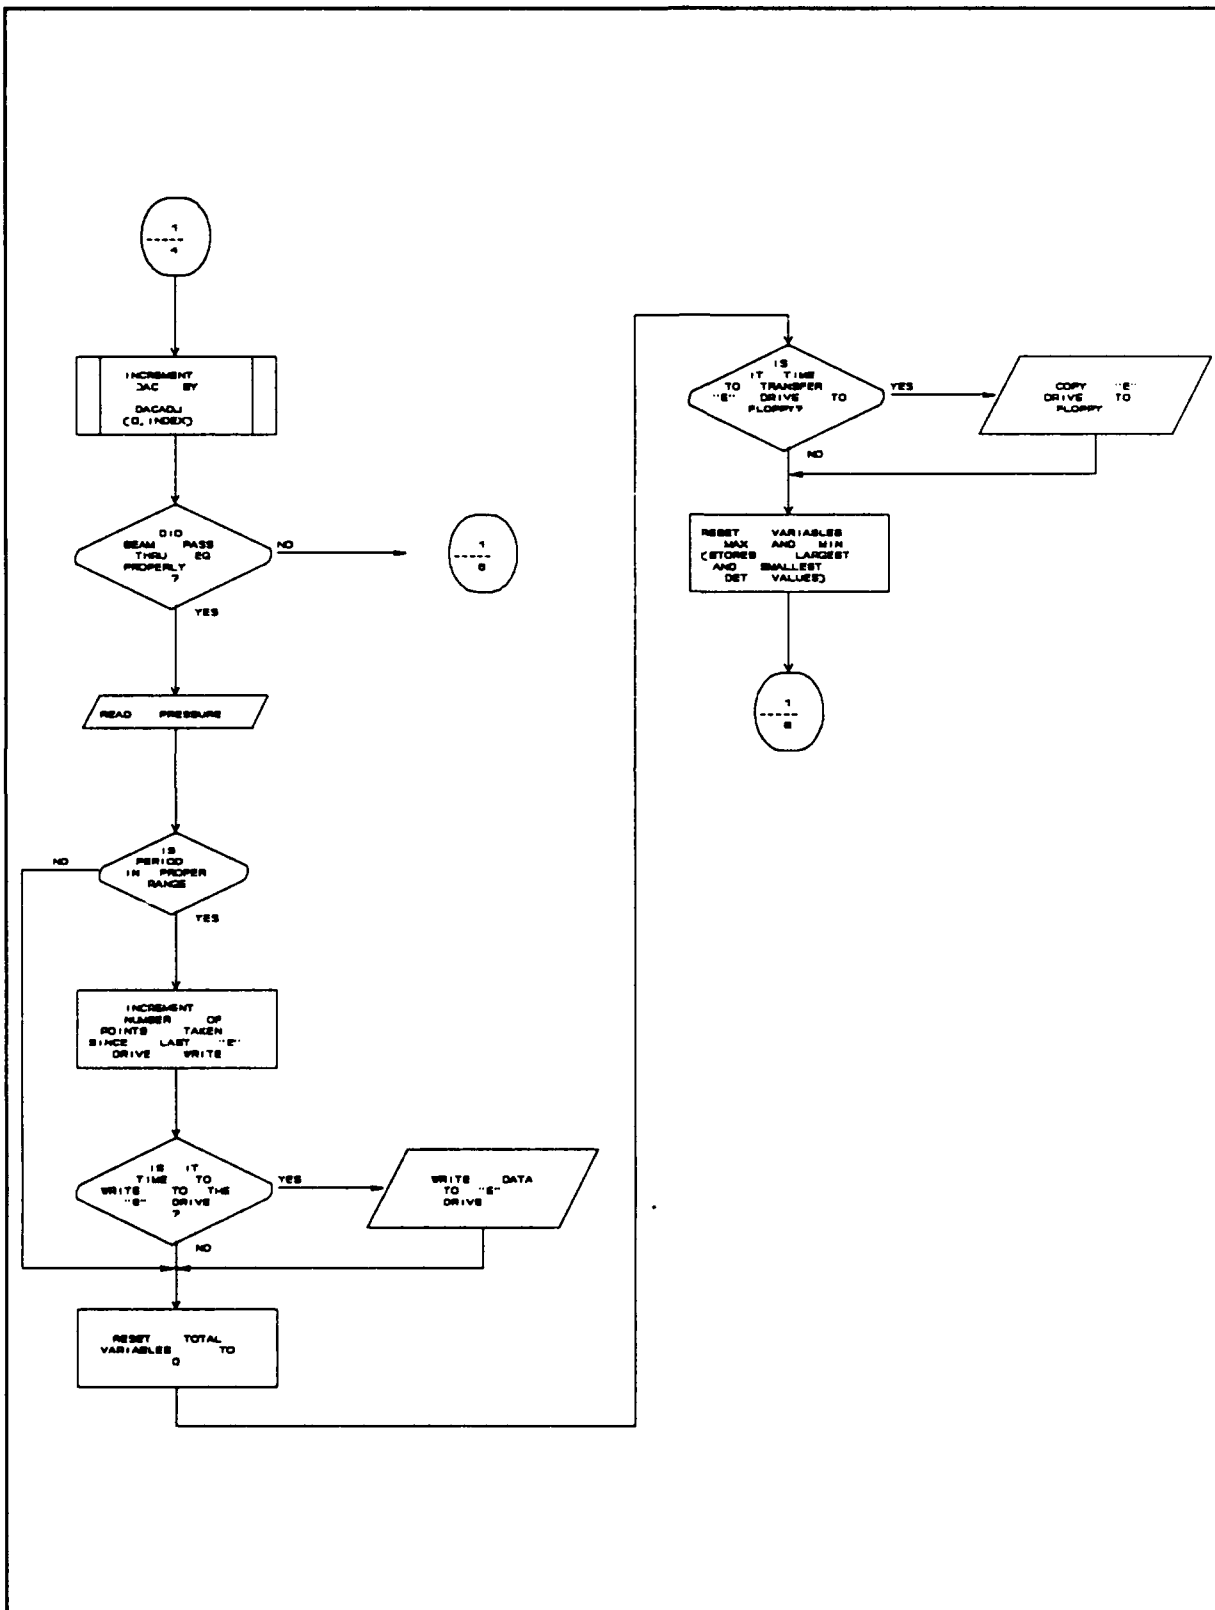 1
4
INCREMENT
DAC BY
DACADJ
(0,INDEX)
DID
BEAM PASS
THRU EQ
PROPERLY
?
NO
1
YES
READ PRESSURE
IS
PERIOD
IN PROPER
RANGE
NO
YES
INCREMENT
NUMBER OF
POINTS TAKEN
SINCE LAST "E"
DRIVE WRITE
IS IT
TIME TO
WRITE TO THE
"E" DRIVE
?
YES
WRITE DATA
TO "E"
DRIVE
NO
RESET TOTAL
VARIABLES TO
0
IS
IT TIME
TO TRANSFER
"E" DRIVE TO
FLOPPY?
YES
COPY "E"
DRIVE TO
FLOPPY
NO
RESET VARIABLES
MAX AND MIN
(STORES LARGEST
AND SMALLEST
DET VALUES)
1